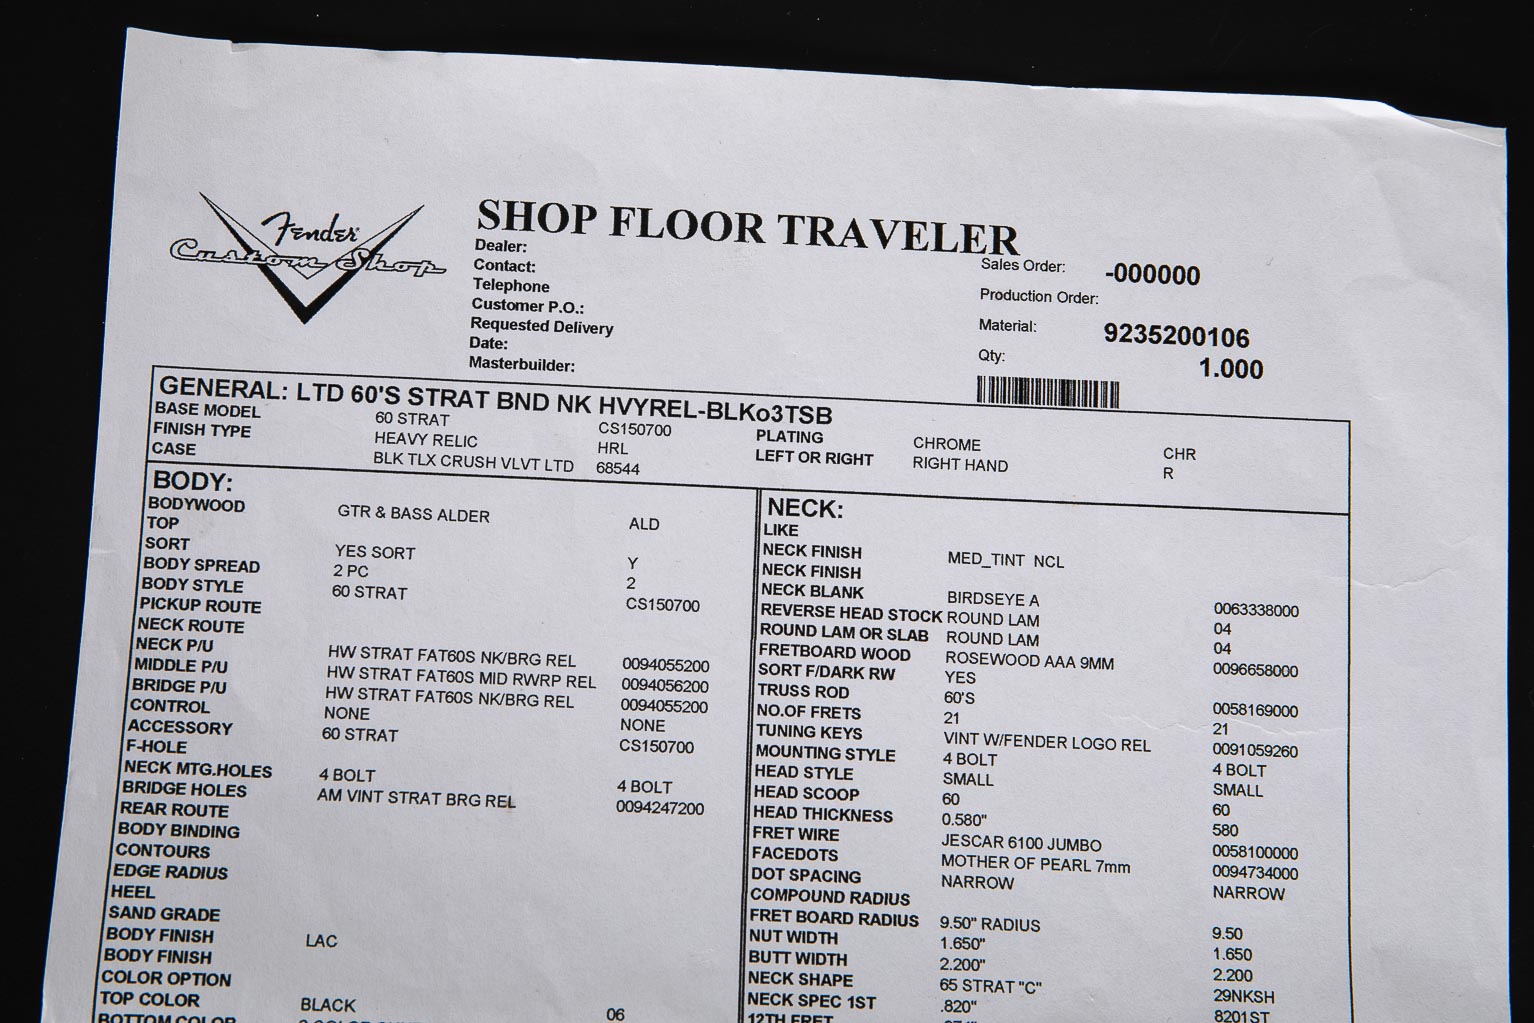 Fender
Custom Shop
SHOP FLOOR TRAVELER
Dealer:
Contact:
Telephone
Customer P.O.:
Requested Delivery
Date:
Masterbuilder:
Sales Order: -000000
Production Order:
Material: 9235200106
Qty: 1.000
GENERAL: LTD 60'S STRAT BND NK HVYREL-BLKo3TSB
BASE MODEL 60 STRAT CS150700
FINISH TYPE HEAVY RELIC HRL
CASE BLK TLX CRUSH VLVT LTD 68544
PLATING CHROME CHR
LEFT OR RIGHT RIGHT HAND R
BODY:
BODYWOOD GTR & BASS ALDER ALD
TOP
SORT YES SORT Y
BODY SPREAD 2 PC 2
BODY STYLE 60 STRAT CS150700
PICKUP ROUTE
NECK ROUTE
NECK P/U HW STRAT FAT60S NK/BRG REL 0094055200
MIDDLE P/U HW STRAT FAT60S MID RWRP REL 0094056200
BRIDGE P/U HW STRAT FAT60S NK/BRG REL 0094055200
CONTROL NONE NONE
ACCESSORY 60 STRAT CS150700
F-HOLE
NECK MTG.HOLES 4 BOLT 4 BOLT
BRIDGE HOLES AM VINT STRAT BRG REL 0094247200
REAR ROUTE
BODY BINDING
CONTOURS
EDGE RADIUS
HEEL
SAND GRADE
BODY FINISH LAC
BODY FINISH
COLOR OPTION
TOP COLOR BLACK 06
BOTTOM COLOR
NECK:
LIKE
NECK FINISH MED_TINT NCL
NECK FINISH
NECK BLANK BIRDSEYE A 0063338000
REVERSE HEAD STOCK ROUND LAM 04
ROUND LAM OR SLAB ROUND LAM 04
FRETBOARD WOOD ROSEWOOD AAA 9MM 0096658000
SORT F/DARK RW YES
TRUSS ROD 60'S 0058169000
NO.OF FRETS 21 21
TUNING KEYS VINT W/FENDER LOGO REL 0091059260
MOUNTING STYLE 4 BOLT 4 BOLT
HEAD STYLE SMALL SMALL
HEAD SCOOP 60 60
HEAD THICKNESS 0.580" 580
FRET WIRE JESCAR 6100 JUMBO 0058100000
FACEDOTS MOTHER OF PEARL 7mm 0094734000
DOT SPACING NARROW NARROW
COMPOUND RADIUS
FRET BOARD RADIUS 9.50" RADIUS 9.50
NUT WIDTH 1.650" 1.650
BUTT WIDTH 2.200" 2.200
NECK SHAPE 65 STRAT "C" 29NKSH
NECK SPEC 1ST .820" 8201ST
12TH FRET